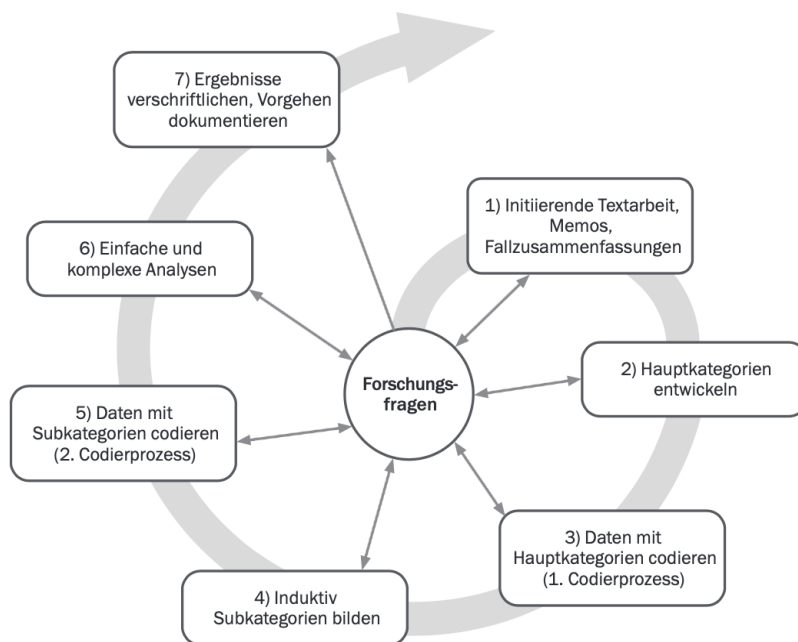 7) Ergebnisse
verschriftlichen, Vorgehen
dokumentieren
1) Initiierende Textarbeit,
Memos,
Fallzusammenfassungen
6) Einfache und
komplexe Analysen
2) Hauptkategorien
entwickeln
Forschungs-
fragen
5) Daten mit
Subkategorien codieren
(2. Codierprozess)
3) Daten mit
Hauptkategorien codieren
(1. Codierprozess)
4) Induktiv
Subkategorien bilden